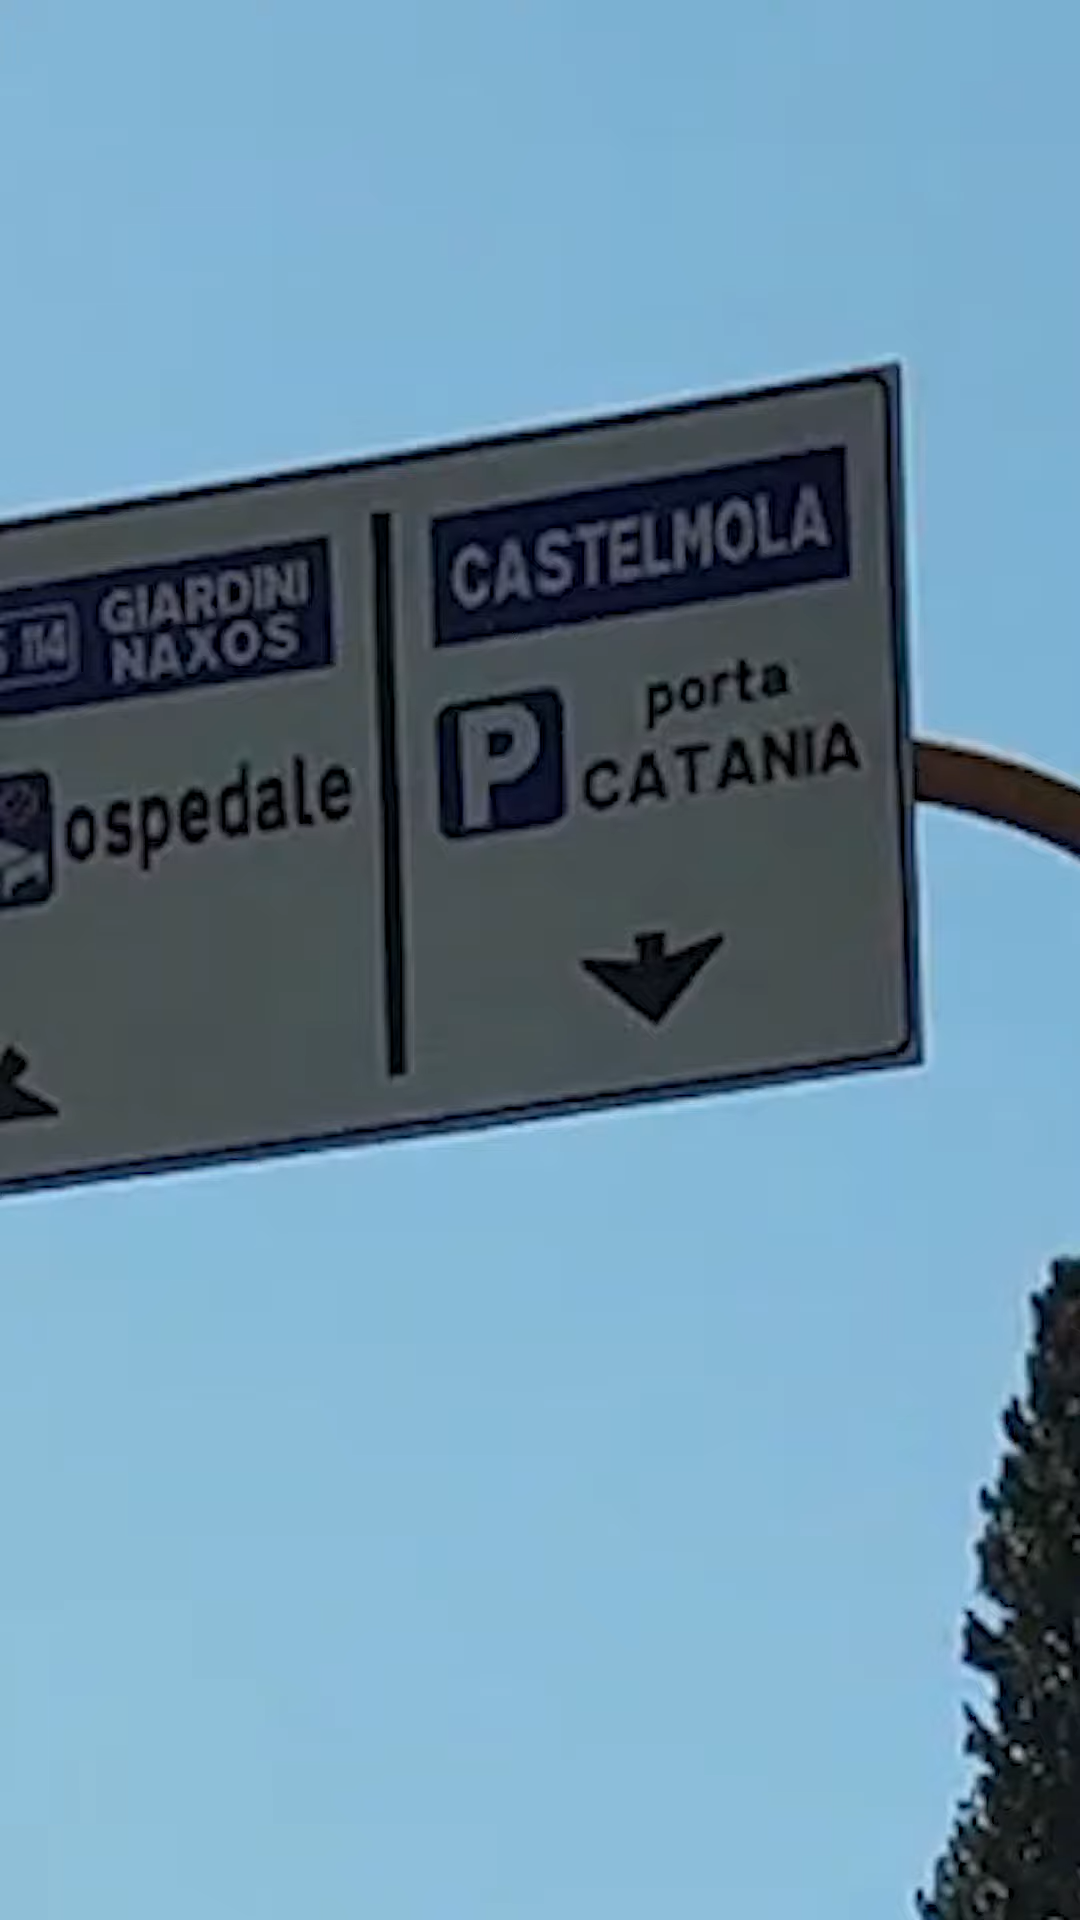 S 114
GIARDINI
NAXOS
ospedale
CASTELMOLA
porta
P CATANIA